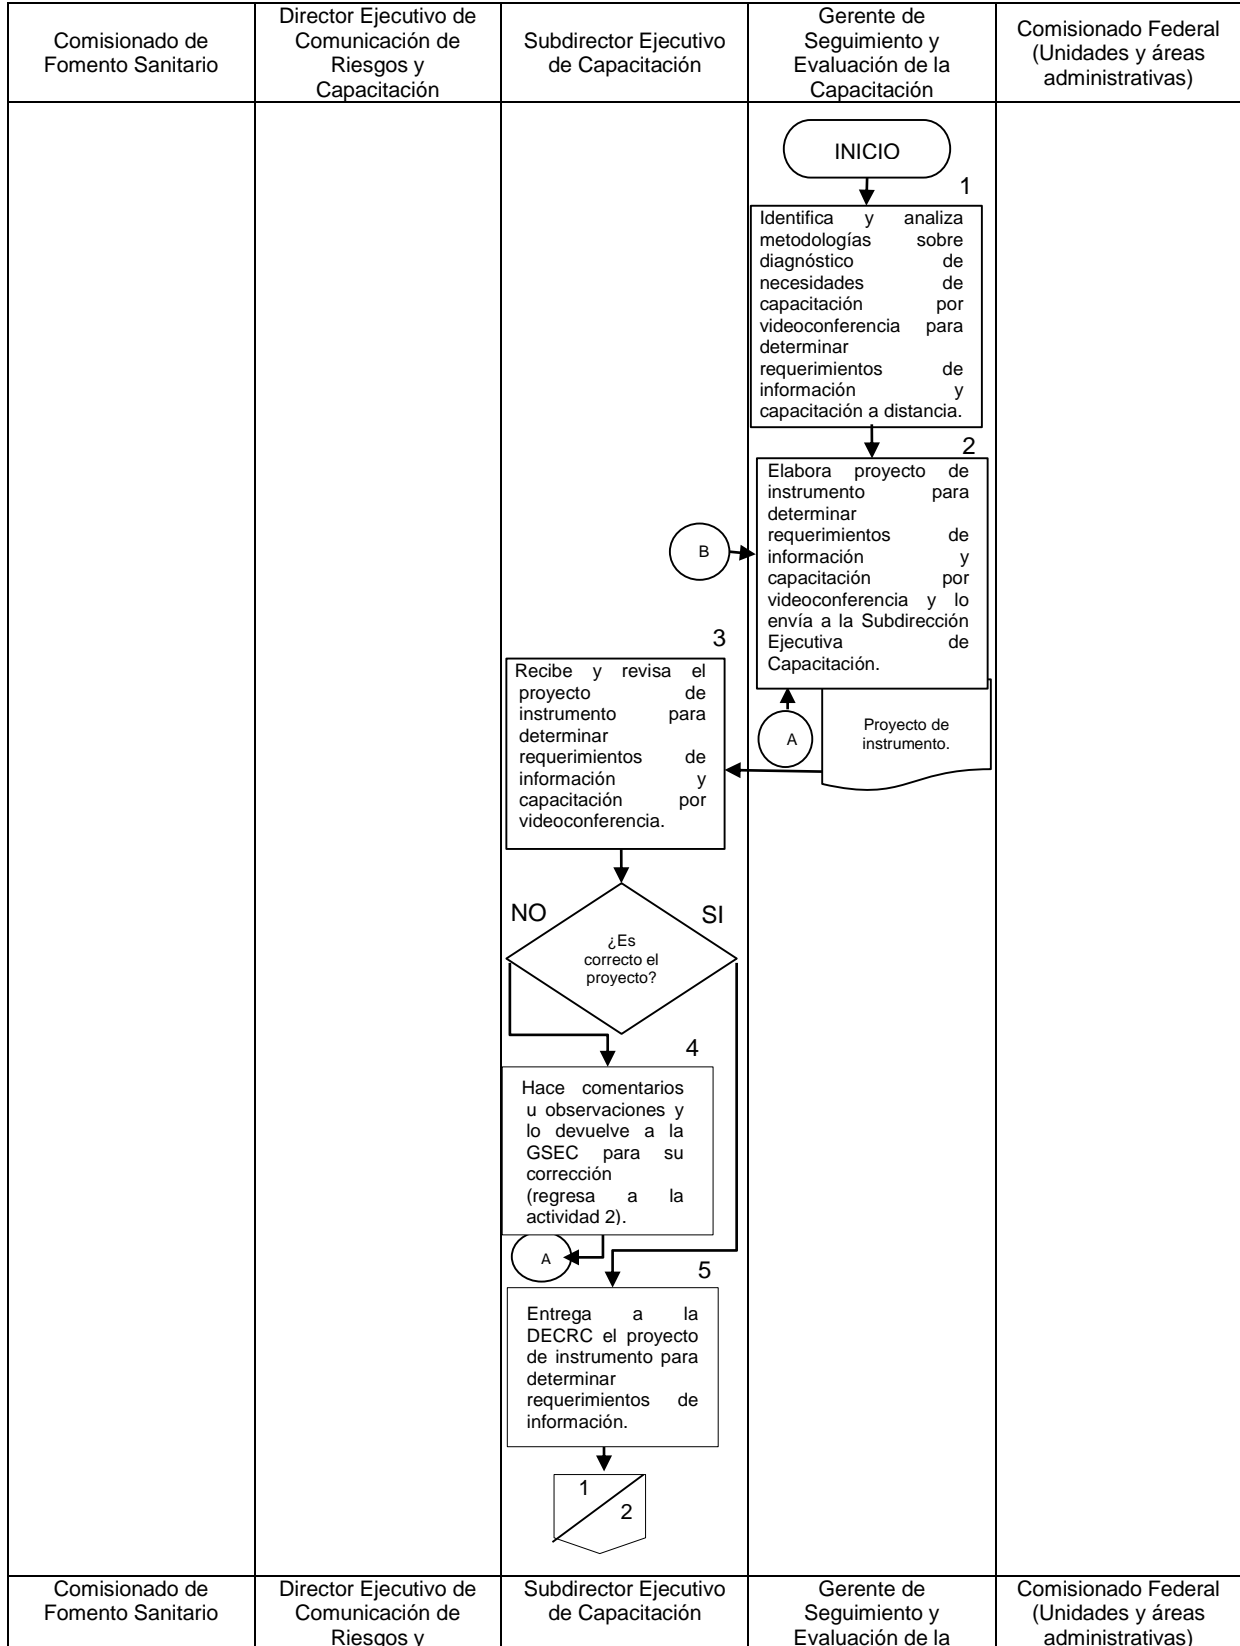 Comisionado de
Fomento Sanitario
Director Ejecutivo de
Comunicación de
Riesgos y
Capacitación
Subdirector Ejecutivo
de Capacitación
Gerente de
Seguimiento y
Evaluación de la
Capacitación
Comisionado Federal
(Unidades y áreas
administrativas)
INICIO
1
Identifica y analiza
metodologías sobre
diagnóstico de
necesidades de
capacitación por
videoconferencia para
determinar
requerimientos de
información y
capacitación a distancia.
2
Elabora proyecto de
instrumento para
determinar
requerimientos de
información y
capacitación por
videoconferencia y lo
envía a la Subdirección
Ejecutiva de
Capacitación.
B
A
Proyecto de
instrumento.
3
Recibe y revisa el
proyecto de
instrumento para
determinar
requerimientos de
información y
capacitación por
videoconferencia.
NO
SI
¿Es
correcto el
proyecto?
4
Hace comentarios
u observaciones y
lo devuelve a la
GSEC para su
corrección
(regresa a la
actividad 2).
A
5
Entrega a la
DECRC el proyecto
de instrumento para
determinar
requerimientos de
información.
1
2
Comisionado de
Fomento Sanitario
Director Ejecutivo de
Comunicación de
Riesgos y
Subdirector Ejecutivo
de Capacitación
Gerente de
Seguimiento y
Evaluación de la
Comisionado Federal
(Unidades y áreas
administrativas)